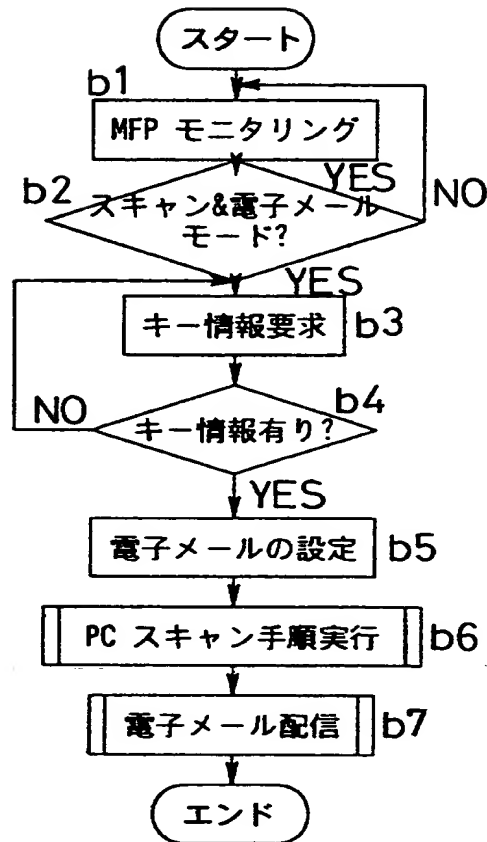 スタート
b1
MFP モニタリング
b2
YES
NO
スキャン&電子メール
モード?
YES
キー情報要求
b3
NO
b4
キー情報有り?
YES
電子メールの設定
b5
PC スキャン手順実行
b6
電子メール配信
b7
エンド